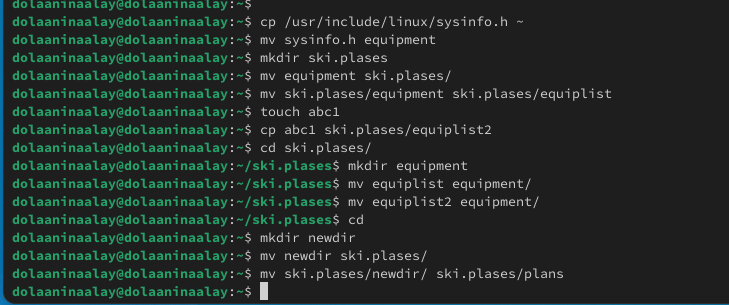 dolaaninaalay@dolaaninaalay:~$
dolaaninaalay@dolaaninaalay:~$ cp /usr/include/linux/sysinfo.h ~
dolaaninaalay@dolaaninaalay:~$ mv sysinfo.h equipment
dolaaninaalay@dolaaninaalay:~$ mkdir ski.plases
dolaaninaalay@dolaaninaalay:~$ mv equipment ski.plases/
dolaaninaalay@dolaaninaalay:~$ mv ski.plases/equipment ski.plases/equiplist
dolaaninaalay@dolaaninaalay:~$ touch abc1
dolaaninaalay@dolaaninaalay:~$ cp abc1 ski.plases/equiplist2
dolaaninaalay@dolaaninaalay:~$ cd ski.plases/
dolaaninaalay@dolaaninaalay:~/ski.plases$ mkdir equipment
dolaaninaalay@dolaaninaalay:~/ski.plases$ mv equiplist equipment/
dolaaninaalay@dolaaninaalay:~/ski.plases$ mv equiplist2 equipment/
dolaaninaalay@dolaaninaalay:~/ski.plases$ cd
dolaaninaalay@dolaaninaalay:~$ mkdir newdir
dolaaninaalay@dolaaninaalay:~$ mv newdir ski.plases/
dolaaninaalay@dolaaninaalay:~$ mv ski.plases/newdir/ ski.plases/plans
dolaaninaalay@dolaaninaalay:~$